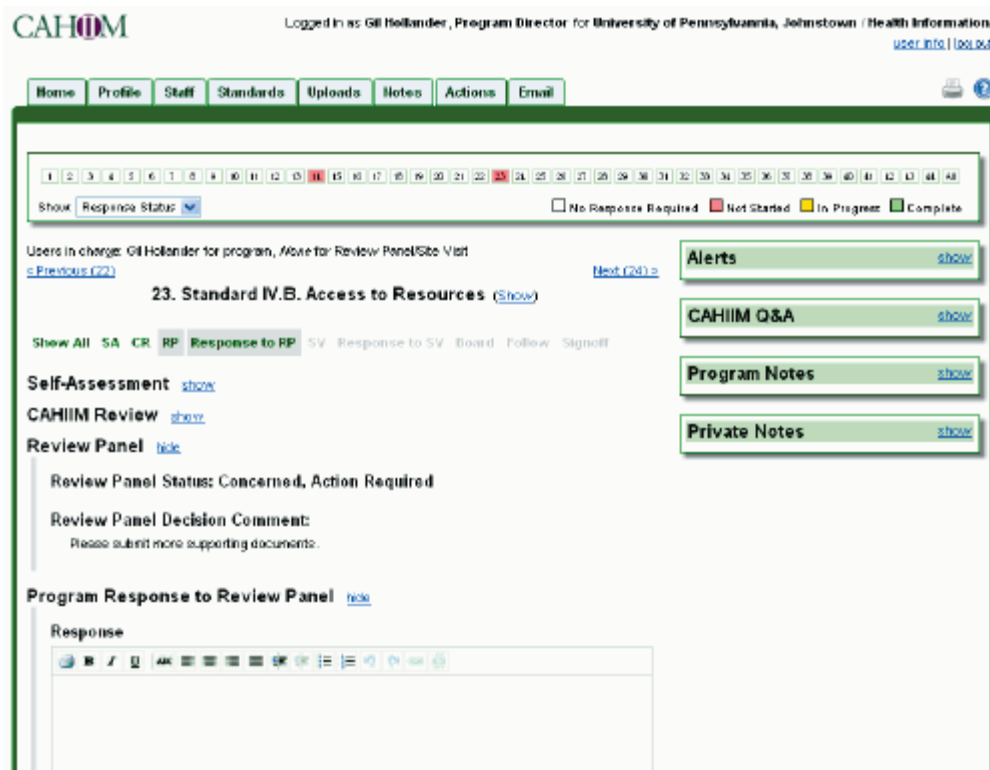 CAHIIM
Logged in as Gil Hollander, Program Director for University of Pennsylvannia, Johnstown / Health Information
user info | log out
Home Profile Staff Standards Uploads Notes Actions Email
1 2 3 4 5 6 7 8 9 10 11 12 13 14 15 16 17 18 19 20 21 22 23 24 25 26 27 28 29 30 31 32 33 34 35 36 37 38 39 40 41 42 43 44 All
Show: Response Status
No Response Required Not Started In Progress Complete
Users in charge: Gil Hollander for program, None for Review Panel/Site Visit
< Previous (22) Next (24) >
23. Standard IV.B. Access to Resources (Show)
Show All SA CR RP Response to RP SV Response to SV Board Follow Signoff
Self-Assessment show
CAHIIM Review show
Review Panel hide
Review Panel Status: Concerned, Action Required
Review Panel Decision Comment:
Please submit more supporting documents.
Program Response to Review Panel hide
Response
B I U ABC
Alerts show
CAHIIM Q&A show
Program Notes show
Private Notes show